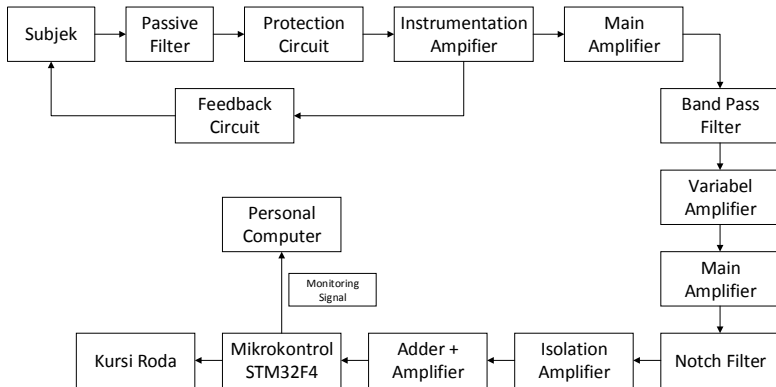 Subjek
Passive
Filter
Protection
Circuit
Instrumentation
Ampifier
Main
Amplifier
Feedback
Circuit
Band Pass
Filter
Variabel
Amplifier
Personal
Computer
Main
Amplifier
Monitoring
Signal
Kursi Roda
Mikrokontrol
STM32F4
Adder +
Amplifier
Isolation
Amplifier
Notch Filter